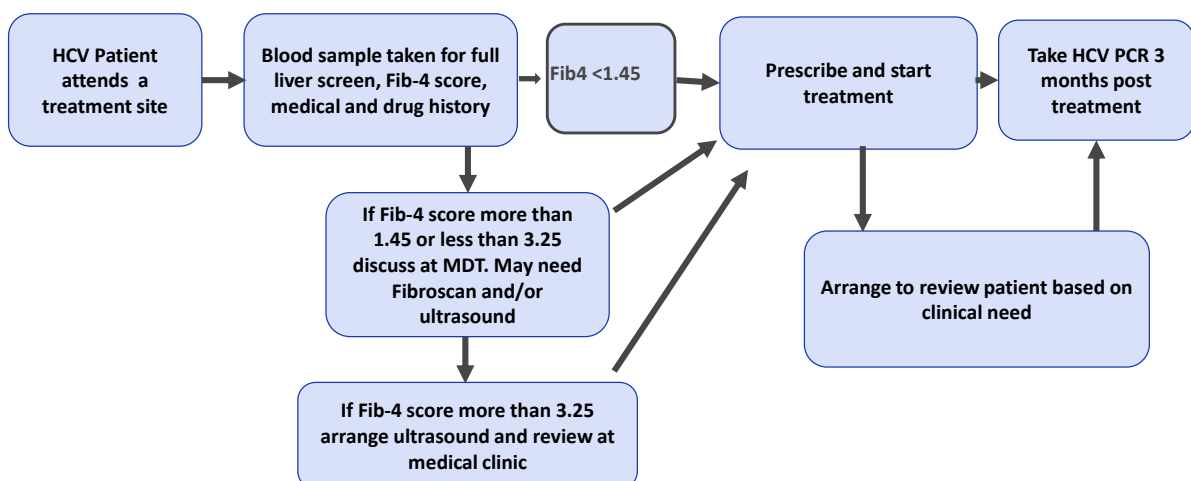 HCV Patient
attends a
treatment site
Blood sample taken for full
liver screen, Fib-4 score,
medical and drug history
Fib4 <1.45
Prescribe and start
treatment
Take HCV PCR 3
months post
treatment
If Fib-4 score more than
1.45 or less than 3.25
discuss at MDT. May need
Fibroscan and/or
ultrasound
Arrange to review patient based on
clinical need
If Fib-4 score more than 3.25
arrange ultrasound and review at
medical clinic